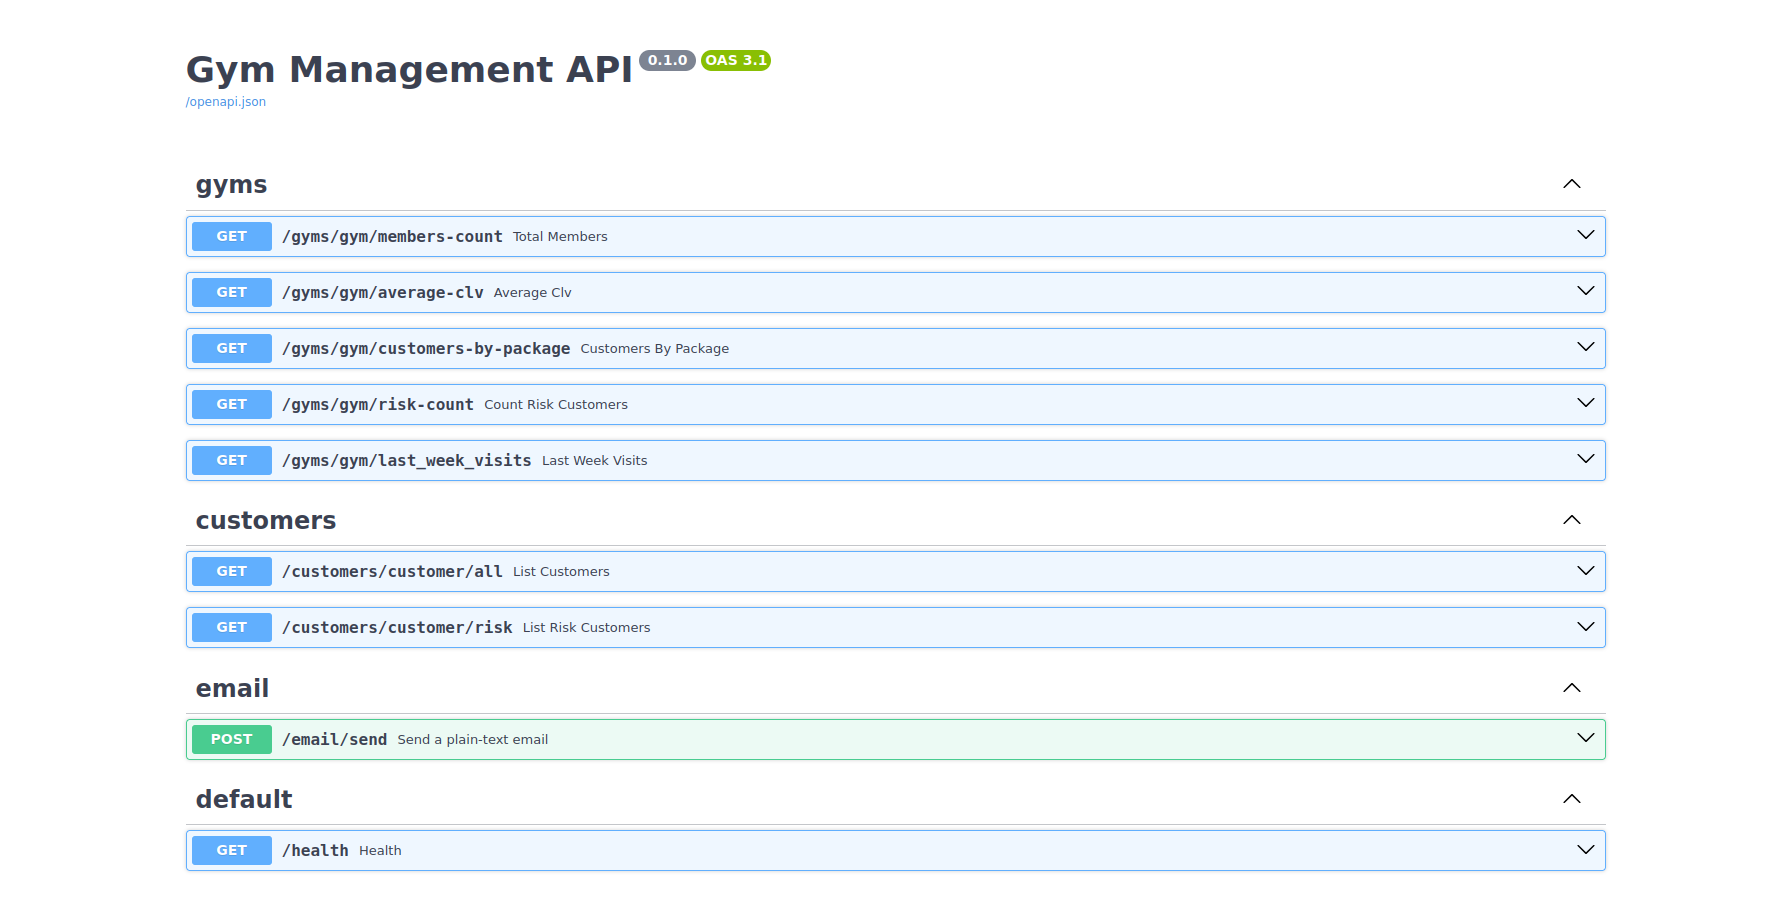 Gym Management API 0.1.0 OAS 3.1
/openapi.json
gyms
GET /gyms/gym/members-count Total Members
GET /gyms/gym/average-clv Average Clv
GET /gyms/gym/customers-by-package Customers By Package
GET /gyms/gym/risk-count Count Risk Customers
GET /gyms/gym/last_week_visits Last Week Visits
customers
GET /customers/customer/all List Customers
GET /customers/customer/risk List Risk Customers
email
POST /email/send Send a plain-text email
default
GET /health Health